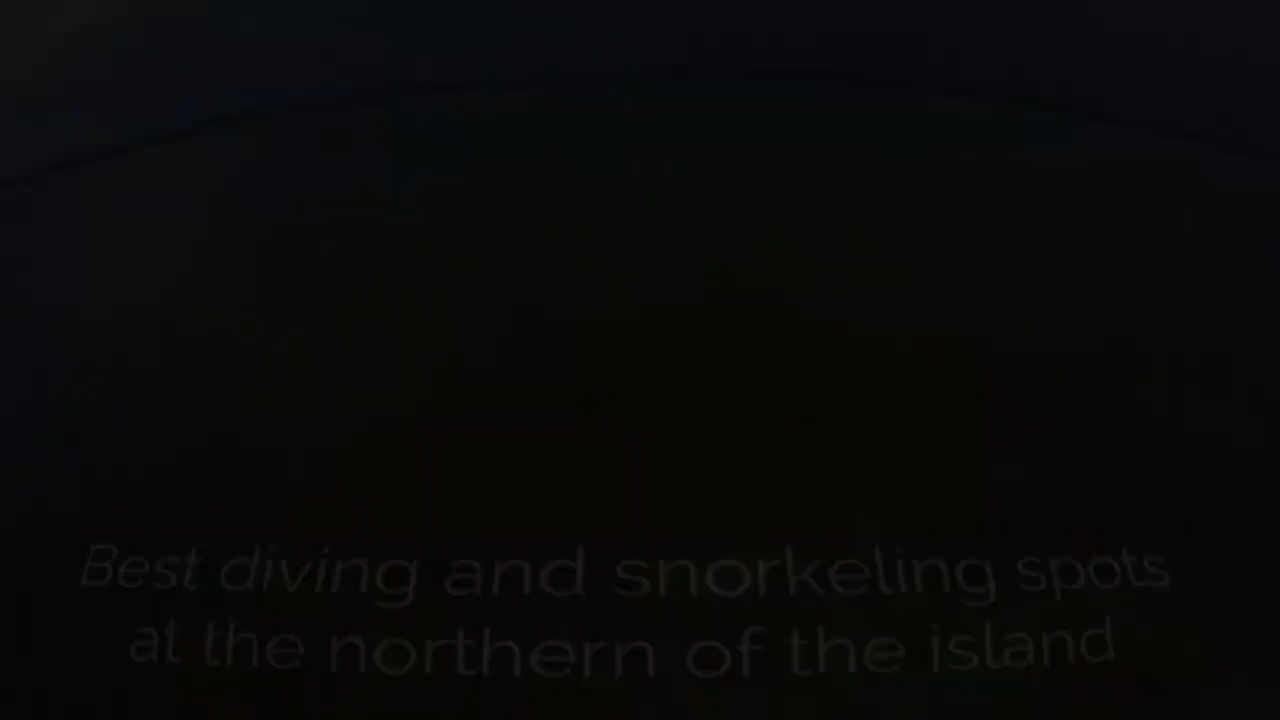 Best diving and snorkeling spots
at the northern of the island